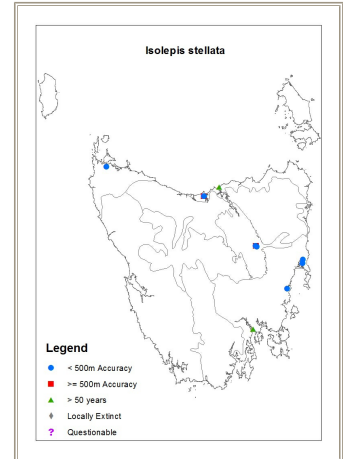 Isolepis stellata
Legend
< 500m Accuracy
>= 500m Accuracy
> 50 years
Locally Extinct
? Questionable